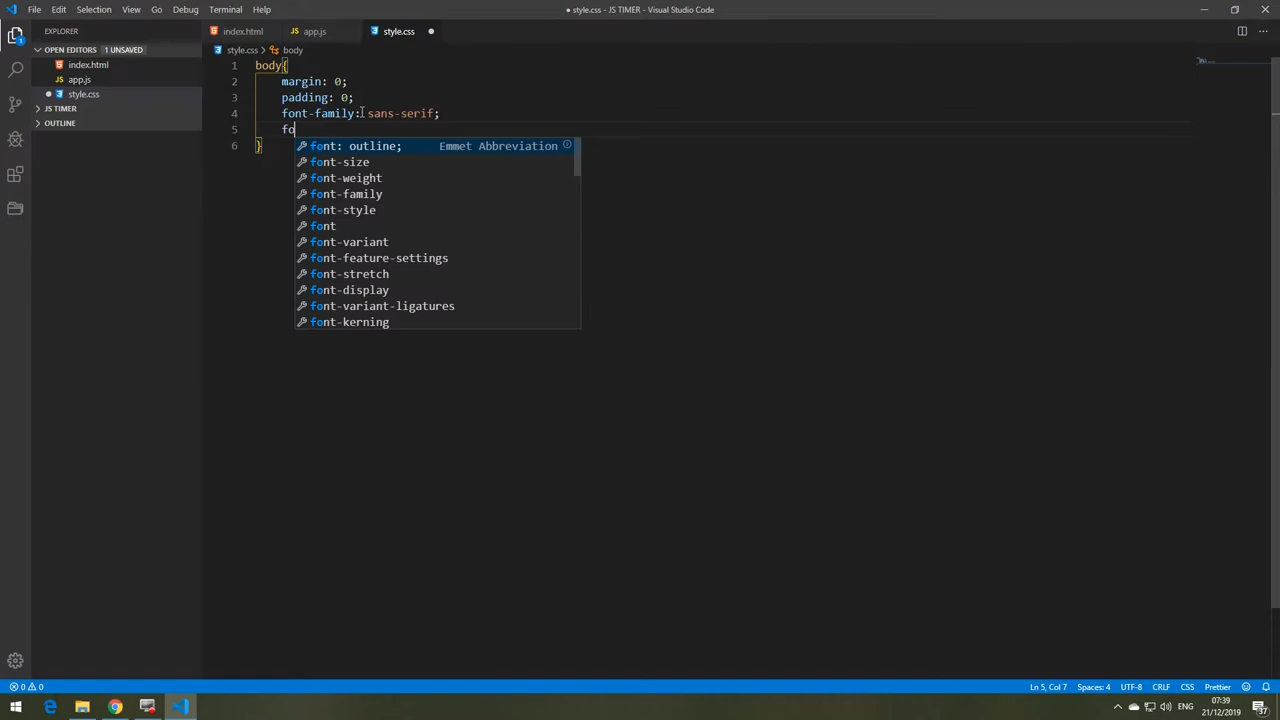 File Edit Selection View Go Debug Terminal Help
● style.css - JS TIMER - Visual Studio Code
EXPLORER
index.html
app.js
style.css
OPEN EDITORS 1 UNSAVED
style.css > body
index.html
app.js
style.css
JS TIMER
OUTLINE
1 body{
2 margin: 0;
3 padding: 0;
4 font-family: sans-serif;
5 fo
6 }
font: outline; Emmet Abbreviation
font-size
font-weight
font-family
font-style
font
font-variant
font-feature-settings
font-stretch
font-display
font-variant-ligatures
font-kerning
1
0 0
Ln 5, Col 7 Spaces: 4 UTF-8 CRLF CSS Prettier
ENG
07:39
21/12/2019
37